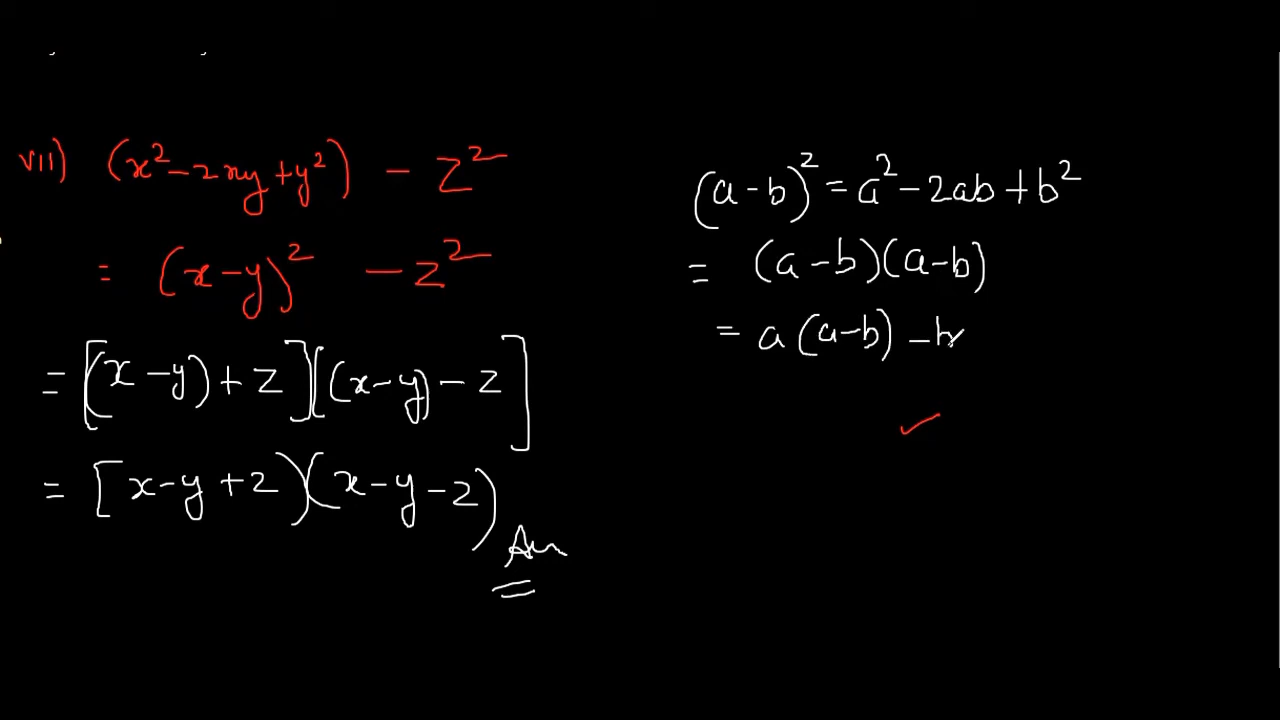 vii) (x² - 2xy + y²) - z²
= (x - y)² - z²
= [(x - y) + z][(x - y) - z]
= [x - y + z)(x - y - z)
Ans
(a - b)² = a² - 2ab + b²
= (a - b)(a - b)
= a(a - b) - b